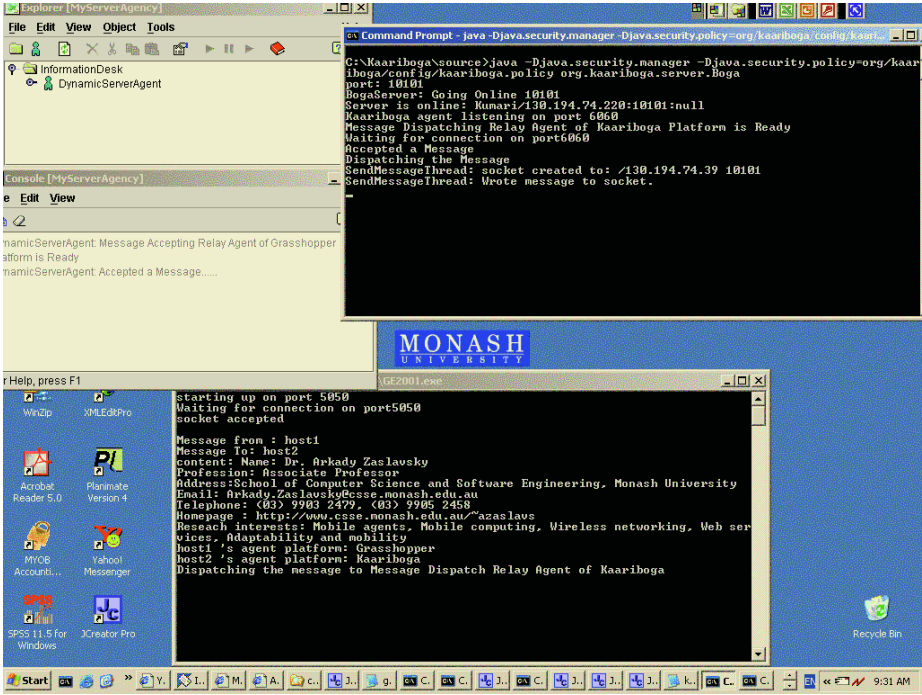 Explorer [MyServerAgency]
File Edit View Object Tools
InformationDesk
DynamicServerAgent
Command Prompt - java -Djava.security.manager -Djava.security.policy=org/kaariboga/config/kaari...
C:\Kaariboga\source>java -Djava.security.manager -Djava.security.policy=org/kaar
iboga/config/kaariboga.policy org.kaariboga.server.Boga
port: 10101
BogaServer: Going Online 10101
Server is online: Kumari/130.194.74.220:10101:null
Kaariboga agent listening on port 6060
Message Dispatching Relay Agent of Kaariboga Platform is Ready
Waiting for connection on port6060
Accepted a Message
Dispatching the Message
SendMessageThread: socket created to: /130.194.74.39 10101
SendMessageThread: Wrote message to socket.
Console [MyServerAgency]
e Edit View
ynamicServerAgent: Message Accepting Relay Agent of Grasshopper
atform is Ready
ynamicServerAgent: Accepted a Message......
r Help, press F1
MONASH
UNIVERSITY
\GE2001.exe
starting up on port 5050
Waiting for connection on port5050
socket accepted
Message from : host1
Message To: host2
content: Name: Dr. Arkady Zaslavsky
Profession: Associate Professor
Address:School of Computer Science and Software Engineering, Monash University
Email: Arkady.Zaslavsky@csse.monash.edu.au
Telephone: (03) 9903 2479, (03) 9905 2458
Homepage : http://www.csse.monash.edu.au/~azaslavs
Reseach interests: Mobile agents, Mobile computing, Wireless networking, Web ser
vices, Adaptability and mobility
host1 's agent platform: Grasshopper
host2 's agent platform: Kaariboga
Dispatching the message to Message Dispatch Relay Agent of Kaariboga
WinZip
XMLEditPro
Acrobat
Reader 5.0
Planimate
Version 4
MYOB
Accounti...
Yahoo!
Messenger
SPSS 11.5 for
Windows
JCreator Pro
Recycle Bin
Start » Y. I.. M. A. c.. J.. g. C. C. J.. C. J.. J.. J.. k.. C.. C. EN « 9:31 AM